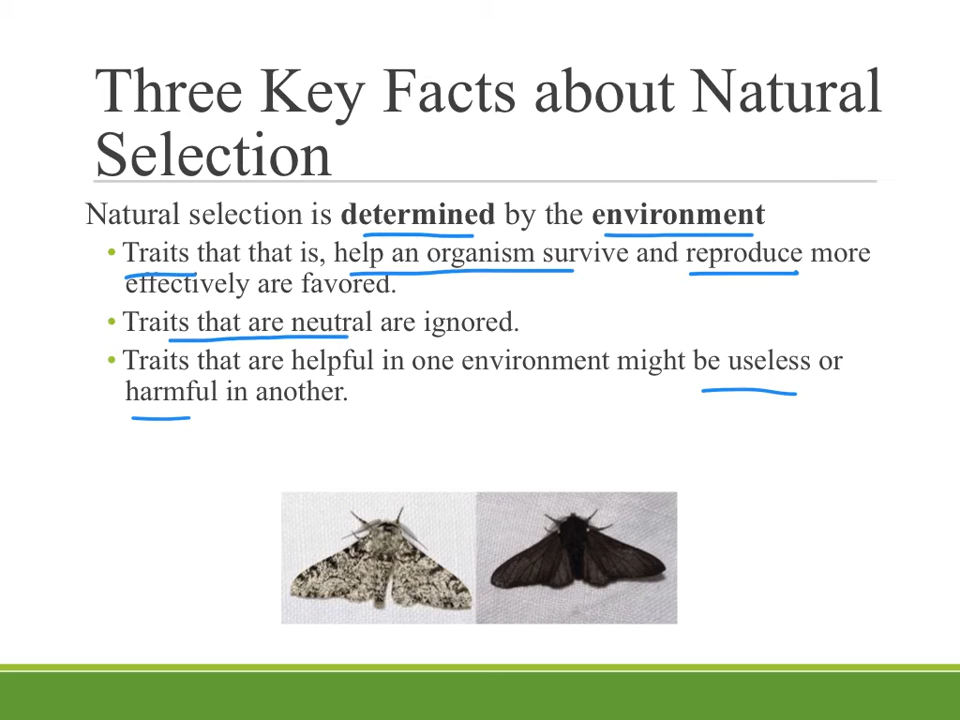 Three Key Facts about Natural
Selection
Natural selection is determined by the environment
• Traits that that is, help an organism survive and reproduce more
effectively are favored.
• Traits that are neutral are ignored.
• Traits that are helpful in one environment might be useless or
harmful in another.